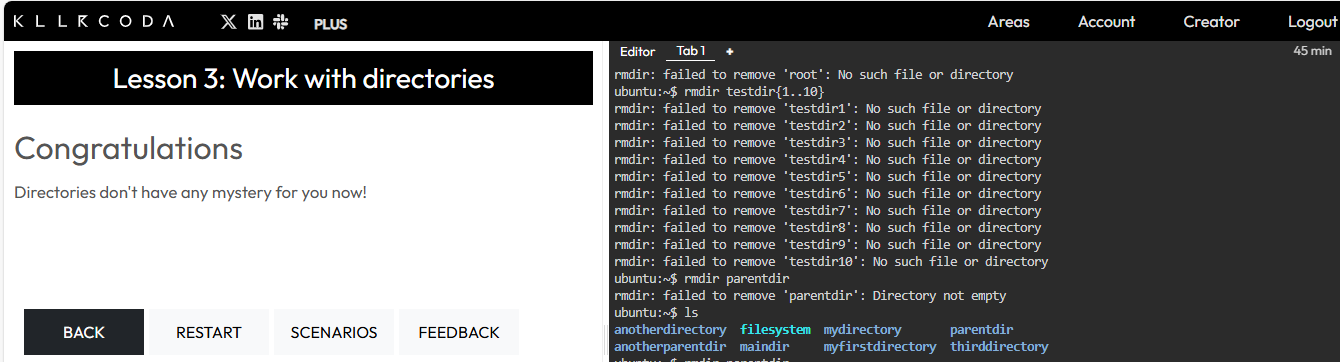 KLLRCODA PLUS Areas Account Creator Logout
Lesson 3: Work with directories
Congratulations
Directories don't have any mystery for you now!
BACK RESTART SCENARIOS FEEDBACK
Editor Tab 1 + 45 min
rmdir: failed to remove 'root': No such file or directory
ubuntu:~$ rmdir testdir{1..10}
rmdir: failed to remove 'testdir1': No such file or directory
rmdir: failed to remove 'testdir2': No such file or directory
rmdir: failed to remove 'testdir3': No such file or directory
rmdir: failed to remove 'testdir4': No such file or directory
rmdir: failed to remove 'testdir5': No such file or directory
rmdir: failed to remove 'testdir6': No such file or directory
rmdir: failed to remove 'testdir7': No such file or directory
rmdir: failed to remove 'testdir8': No such file or directory
rmdir: failed to remove 'testdir9': No such file or directory
rmdir: failed to remove 'testdir10': No such file or directory
ubuntu:~$ rmdir parentdir
rmdir: failed to remove 'parentdir': Directory not empty
ubuntu:~$ ls
anotherdirectory filesystem mydirectory parentdir
anotherparentdir maindir myfirstdirectory thirddirectory
ubuntu:~$ rmdir parentdir